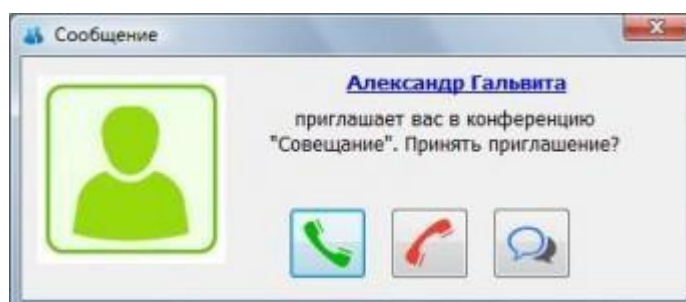 Сообщение
Александр Гальвита
приглашает вас в конференцию
"Совещание". Принять приглашение?